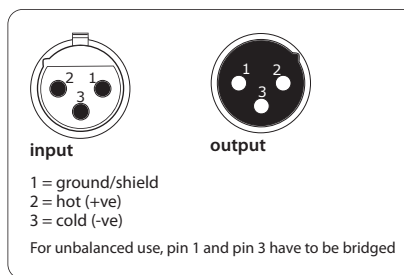 2 1
3
1 2
3
input
output
1 = ground/shield
2 = hot (+ve)
3 = cold (-ve)
For unbalanced use, pin 1 and pin 3 have to be bridged